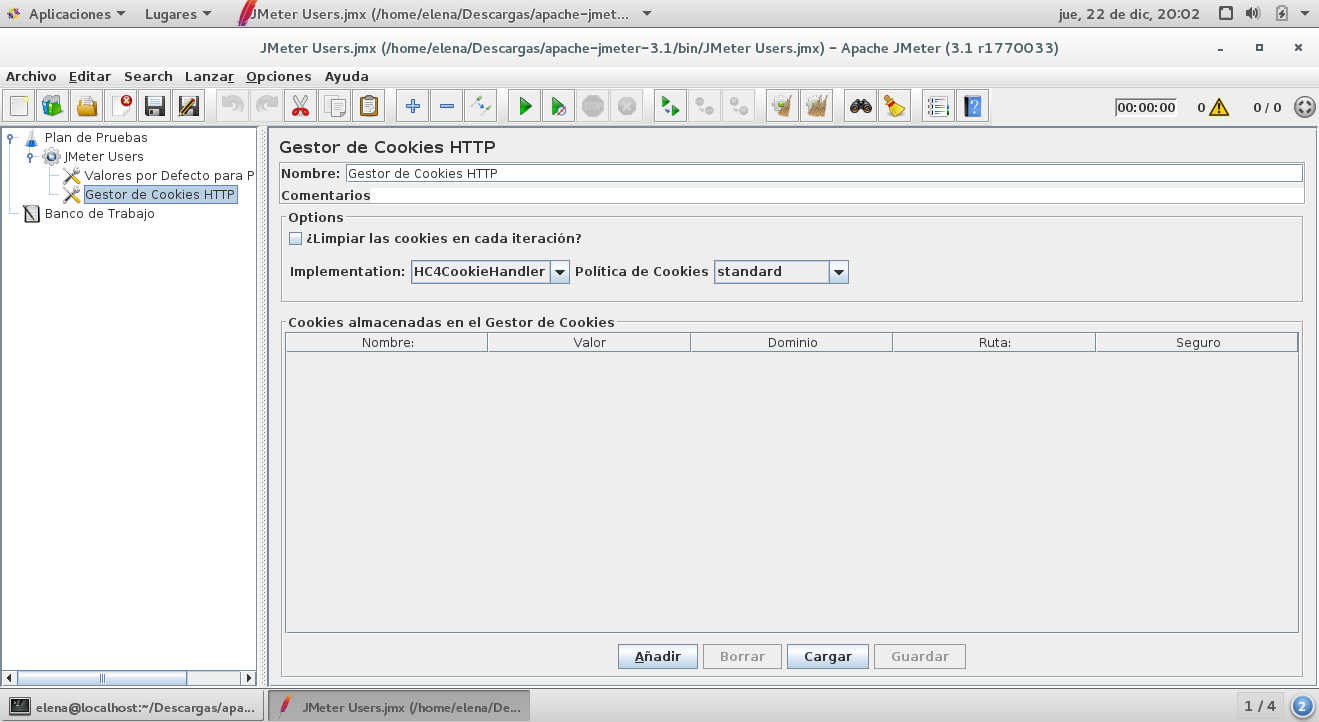 Aplicaciones Lugares JMeter Users.jmx (/home/elena/Descargas/apache-jmet... jue, 22 de dic, 20:02
JMeter Users.jmx (/home/elena/Descargas/apache-jmeter-3.1/bin/JMeter Users.jmx) - Apache JMeter (3.1 r1770033)
Archivo Editar Search Lanzar Opciones Ayuda
STOP ? 00:00:00 0 0 / 0
Plan de Pruebas
JMeter Users
Valores por Defecto para P
Gestor de Cookies HTTP
Banco de Trabajo
Gestor de Cookies HTTP
Nombre: Gestor de Cookies HTTP
Comentarios
Options
¿Limpiar las cookies en cada iteración?
Implementation: HC4CookieHandler Política de Cookies standard
Cookies almacenadas en el Gestor de Cookies
Nombre: Valor Dominio Ruta: Seguro
Añadir Borrar Cargar Guardar
elena@localhost:~/Descargas/apa... JMeter Users.jmx (/home/elena/De... 1 / 4 2